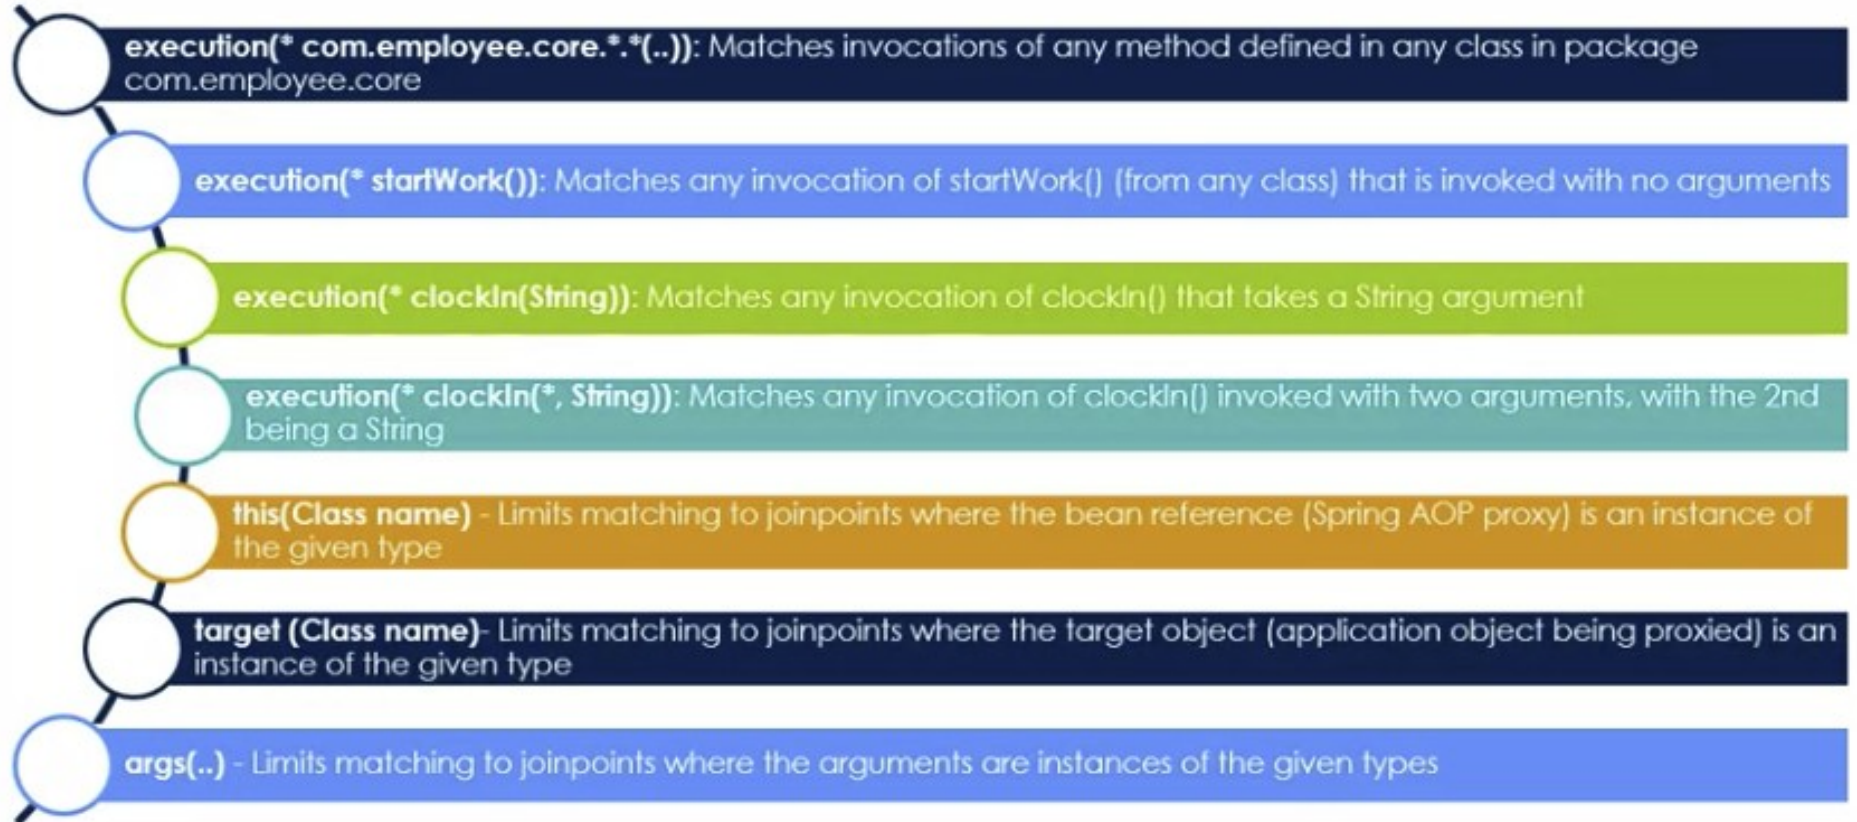 execution(* com.employee.core.*.*(..)): Matches invocations of any method defined in any class in package
com.employee.core
execution(* startWork()): Matches any invocation of startWork() (from any class) that is invoked with no arguments
execution(* clockIn(String)): Matches any invocation of clockIn() that takes a String argument
execution(* clockIn(*, String)): Matches any invocation of clockIn() invoked with two arguments, with the 2nd
being a String
this(Class name) - Limits matching to joinpoints where the bean reference (Spring AOP proxy) is an instance of
the given type
target (Class name)- Limits matching to joinpoints where the target object (application object being proxied) is an
instance of the given type
args(..) - Limits matching to joinpoints where the arguments are instances of the given types